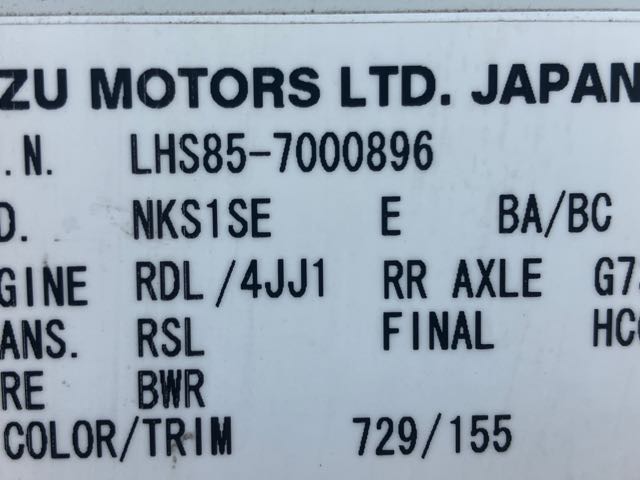 ZU MOTORS LTD. JAPAN
.N. LHS85-7000896
D. NKS1SE E BA/BC
GINE RDL/4JJ1 RR AXLE G7
ANS. RSL FINAL HC
RE BWR
COLOR/TRIM 729/155